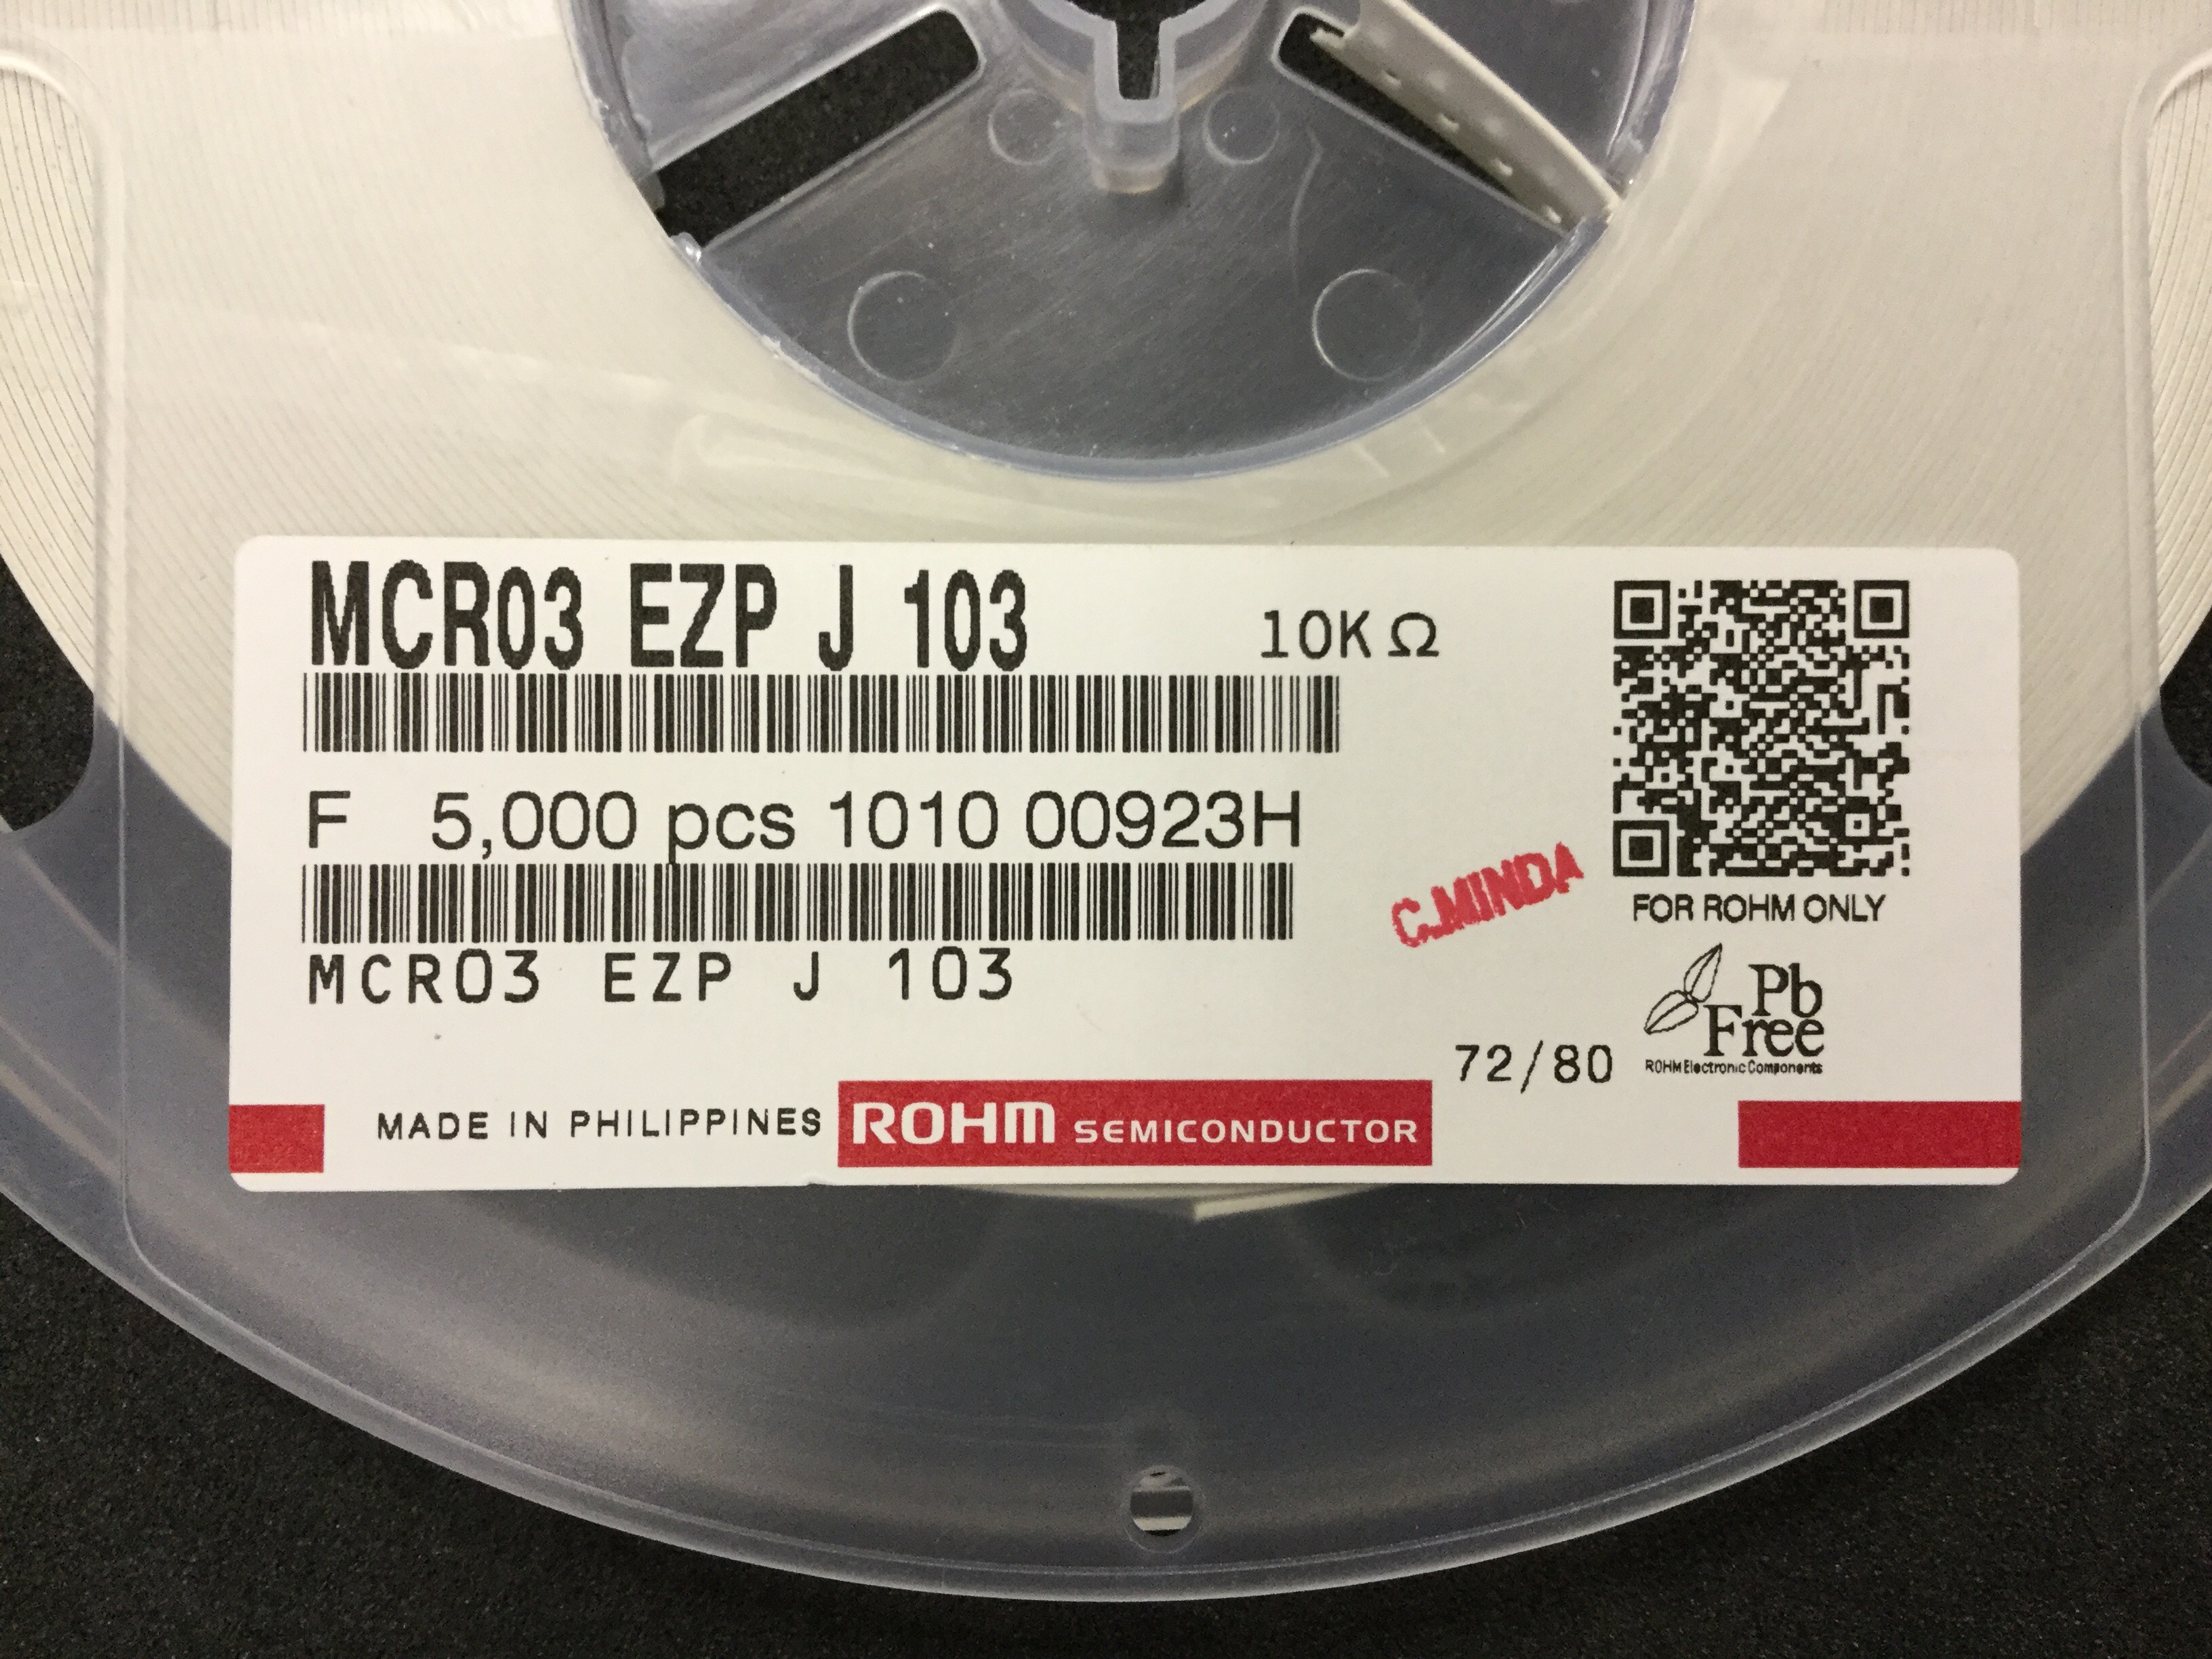 MCR03 EZP J 103
10KΩ
F 5,000 pcs 1010 00923H
C.MINDA
FOR ROHM ONLY
MCR03 EZP J 103
Pb
Free
ROHM Electronic Components
72/80
MADE IN PHILIPPINES
ROHM SEMICONDUCTOR